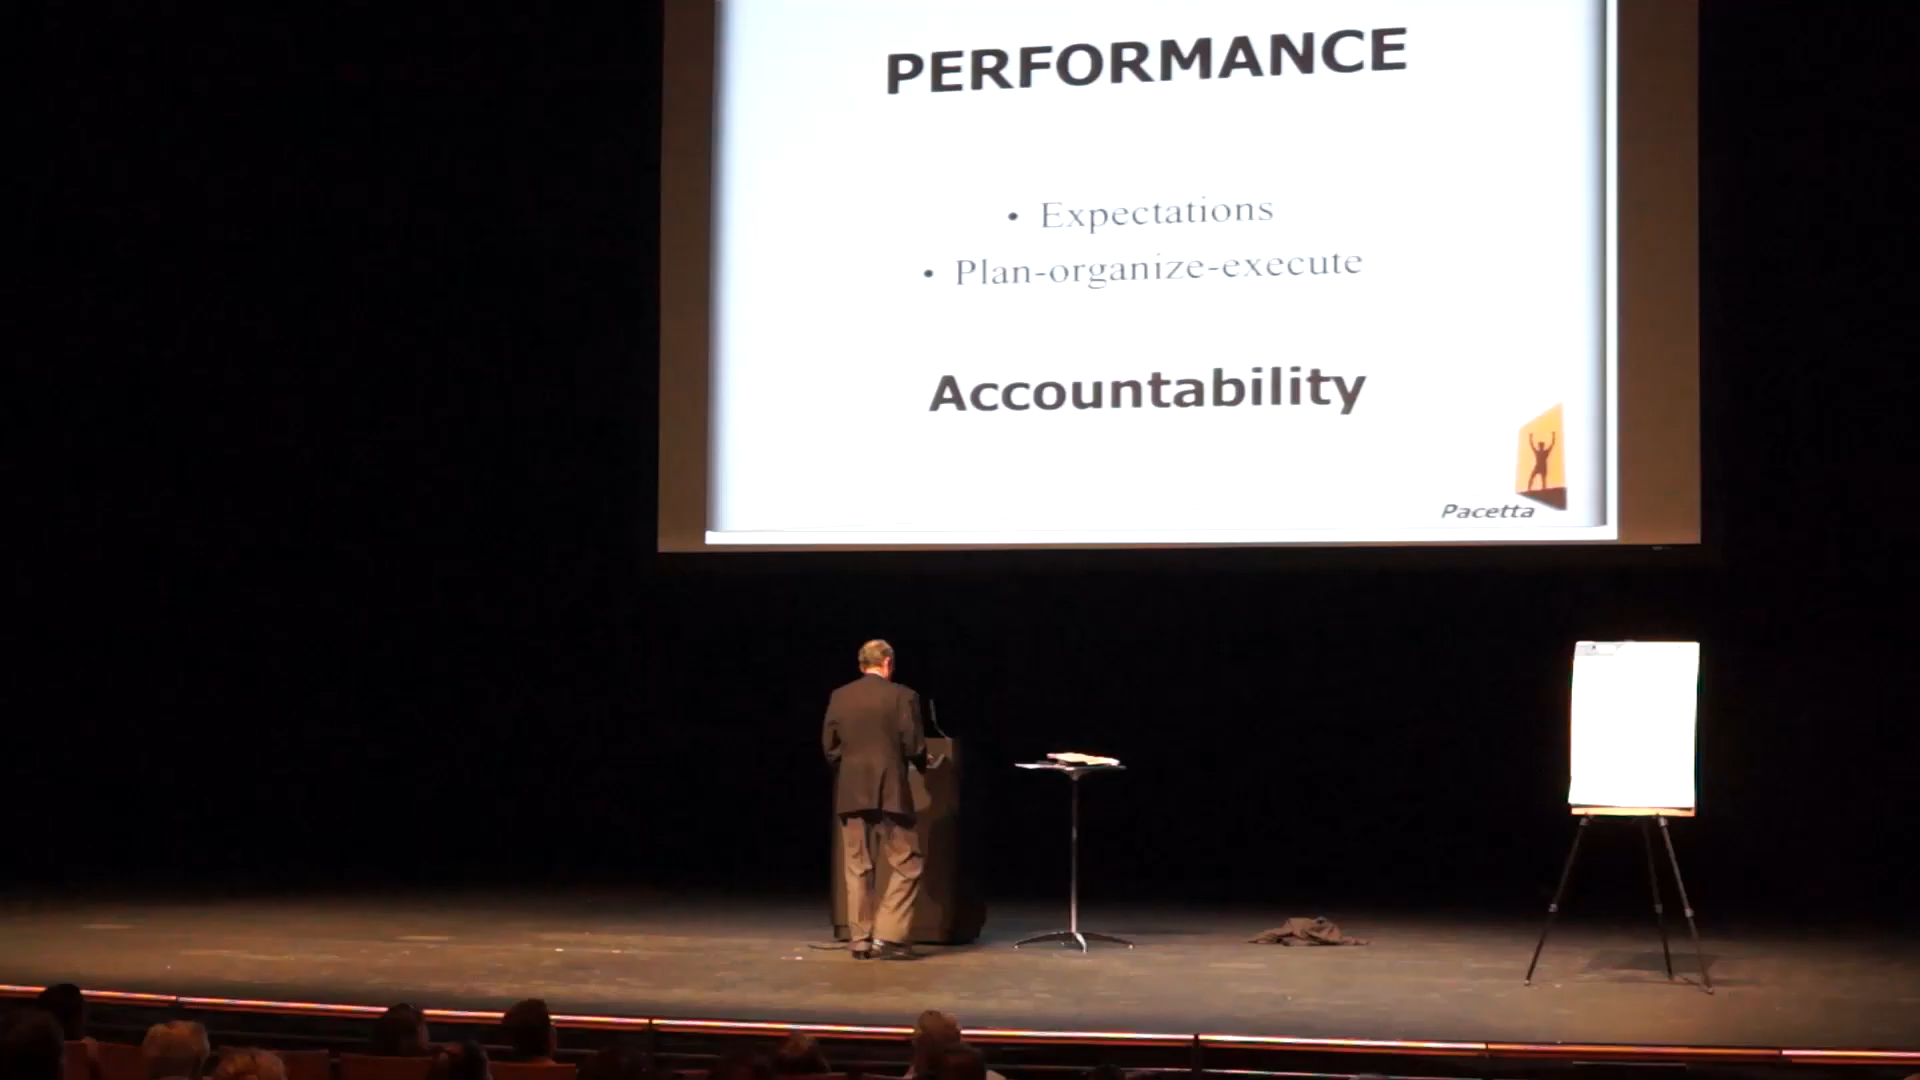 PERFORMANCE
• Expectations
• Plan-organize-execute
Accountability
Pacetta